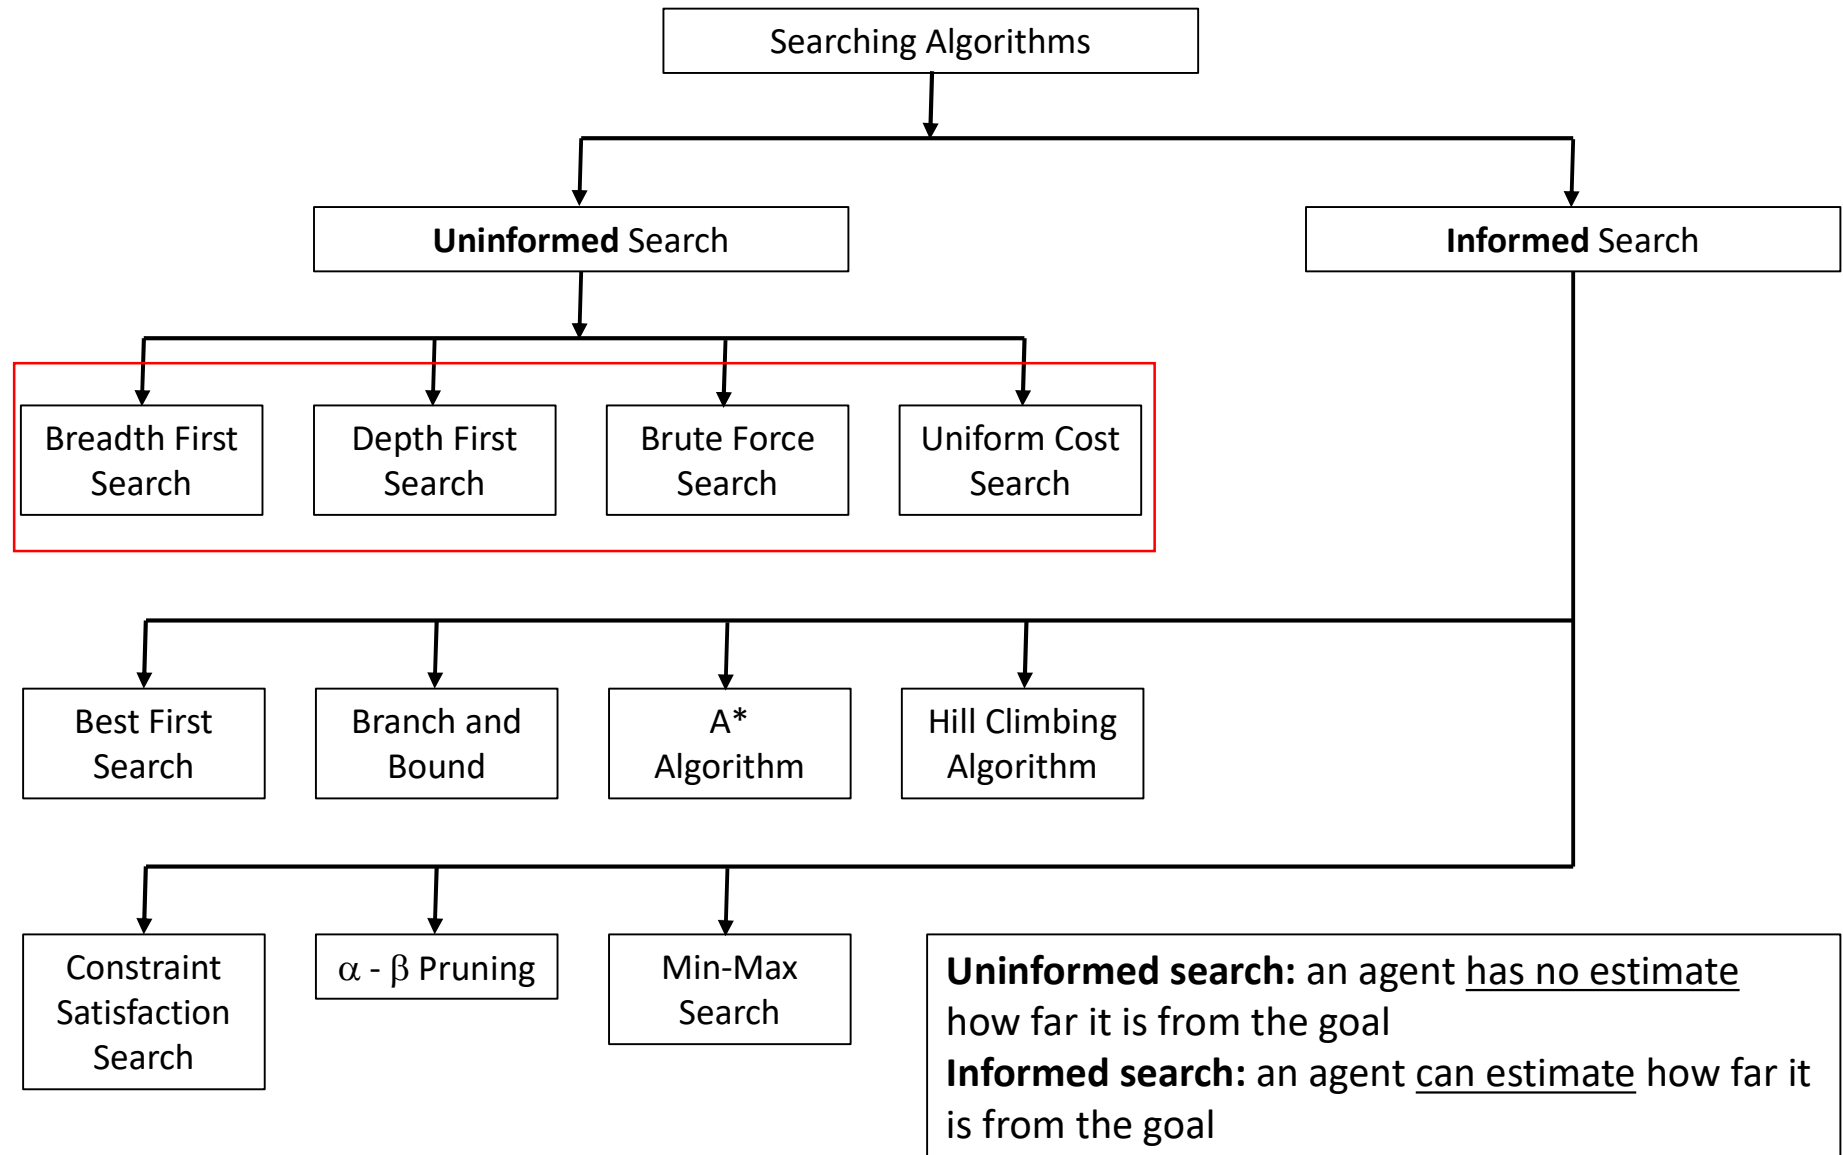 Searching Algorithms
Uninformed Search
Informed Search
Breadth First
Search
Depth First
Search
Brute Force
Search
Uniform Cost
Search
Best First
Search
Branch and
Bound
A*
Algorithm
Hill Climbing
Algorithm
Constraint
Satisfaction
Search
α - β Pruning
Min-Max
Search
Uninformed search: an agent has no estimate
how far it is from the goal
Informed search: an agent can estimate how far it
is from the goal